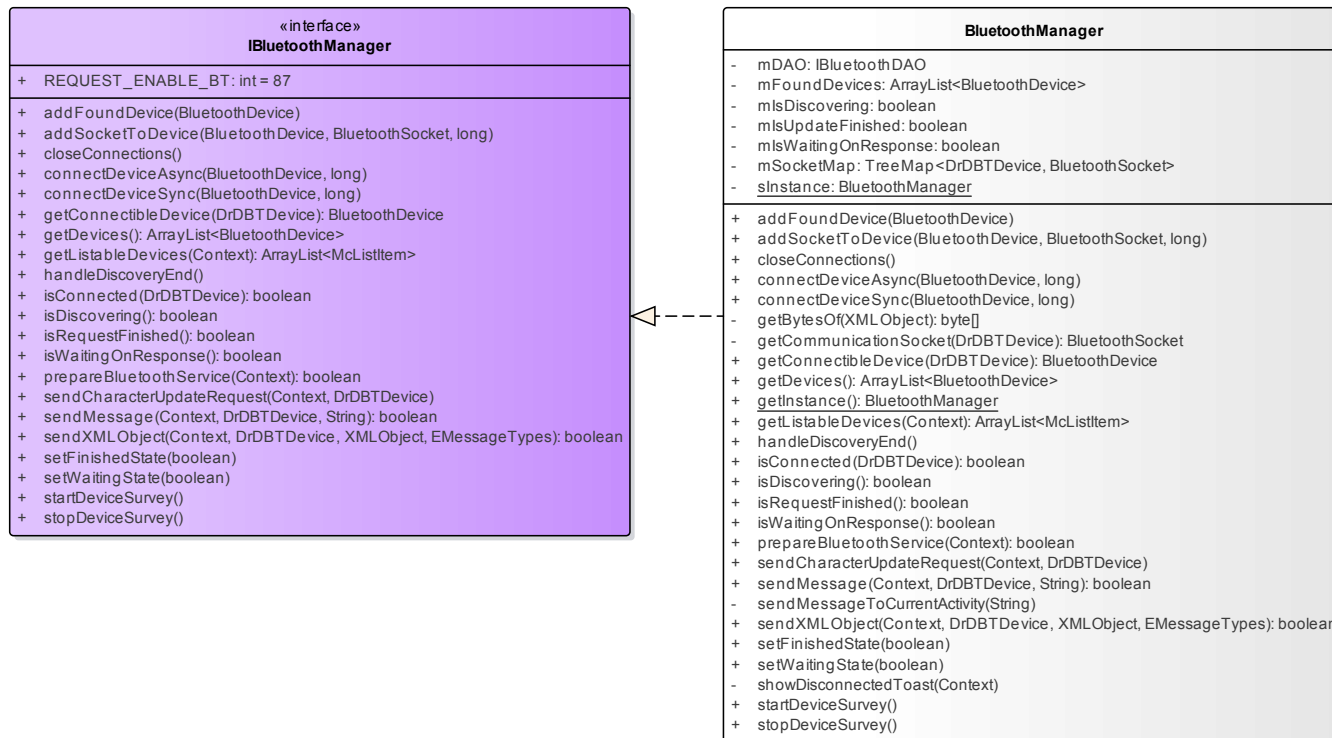 «interface»
IBluetoothManager
+ REQUEST_ENABLE_BT: int = 87
+ addFoundDevice(BluetoothDevice)
+ addSocketToDevice(BluetoothDevice, BluetoothSocket, long)
+ closeConnections()
+ connectDeviceAsync(BluetoothDevice, long)
+ connectDeviceSync(BluetoothDevice, long)
+ getConnectibleDevice(DrDBTDevice): BluetoothDevice
+ getDevices(): ArrayList<BluetoothDevice>
+ getListableDevices(Context): ArrayList<McListItem>
+ handleDiscoveryEnd()
+ isConnected(DrDBTDevice): boolean
+ isDiscovering(): boolean
+ isRequestFinished(): boolean
+ isWaitingOnResponse(): boolean
+ prepareBluetoothService(Context): boolean
+ sendCharacterUpdateRequest(Context, DrDBTDevice)
+ sendMessage(Context, DrDBTDevice, String): boolean
+ sendXMLObject(Context, DrDBTDevice, XMLObject, EMessageTypes): boolean
+ setFinishedState(boolean)
+ setWaitingState(boolean)
+ startDeviceSurvey()
+ stopDeviceSurvey()
BluetoothManager
- mDAO: IBluetoothDAO
- mFoundDevices: ArrayList<BluetoothDevice>
- mIsDiscovering: boolean
- mIsUpdateFinished: boolean
- mIsWaitingOnResponse: boolean
- mSocketMap: TreeMap<DrDBTDevice, BluetoothSocket>
- sInstance: BluetoothManager
+ addFoundDevice(BluetoothDevice)
+ addSocketToDevice(BluetoothDevice, BluetoothSocket, long)
+ closeConnections()
+ connectDeviceAsync(BluetoothDevice, long)
+ connectDeviceSync(BluetoothDevice, long)
- getBytesOf(XMLObject): byte[]
- getCommunicationSocket(DrDBTDevice): BluetoothSocket
+ getConnectibleDevice(DrDBTDevice): BluetoothDevice
+ getDevices(): ArrayList<BluetoothDevice>
+ getInstance(): BluetoothManager
+ getListableDevices(Context): ArrayList<McListItem>
+ handleDiscoveryEnd()
+ isConnected(DrDBTDevice): boolean
+ isDiscovering(): boolean
+ isRequestFinished(): boolean
+ isWaitingOnResponse(): boolean
+ prepareBluetoothService(Context): boolean
+ sendCharacterUpdateRequest(Context, DrDBTDevice)
+ sendMessage(Context, DrDBTDevice, String): boolean
- sendMessageToCurrentActivity(String)
+ sendXMLObject(Context, DrDBTDevice, XMLObject, EMessageTypes): boolean
+ setFinishedState(boolean)
+ setWaitingState(boolean)
- showDisconnectedToast(Context)
+ startDeviceSurvey()
+ stopDeviceSurvey()